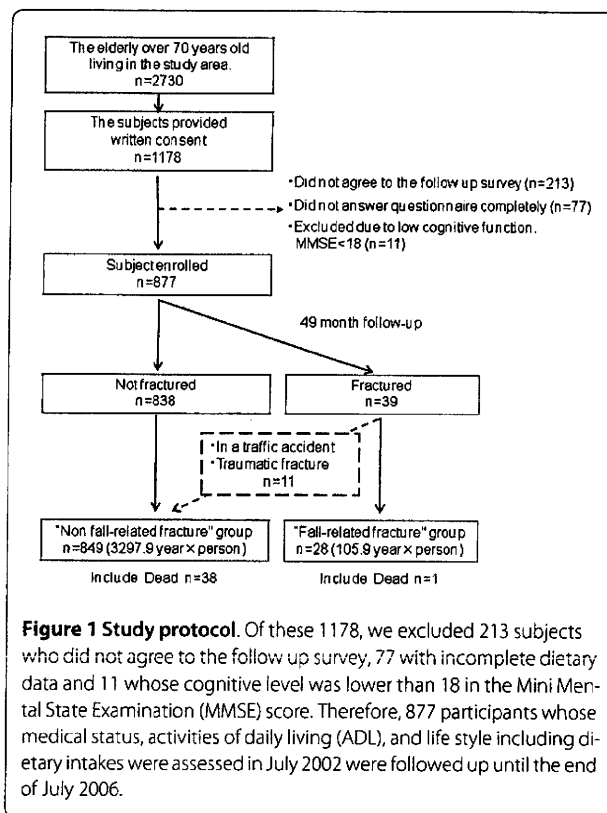 The elderly over 70 years old
living in the study area.
n=2730
The subjects provided
written consent
n=1178
・Did not agree to the follow up survey (n=213)
・Did not answer questionnaire completely (n=77)
・Excluded due to low cognitive function.
MMSE<18 (n=11)
Subject enrolled
n=877
49 month follow-up
Not fractured
n=838
Fractured
n=39
・In a traffic accident
・Traumatic fracture
n=11
"Non fall-related fracture" group
n=849 (3297.9 year× person)
"Fall-related fracture" group
n=28 (105.9 year× person)
Include Dead n=38
Include Dead n=1
Figure 1 Study protocol. Of these 1178, we excluded 213 subjects
who did not agree to the follow up survey, 77 with incomplete dietary
data and 11 whose cognitive level was lower than 18 in the Mini Men-
tal State Examination (MMSE) score. Therefore, 877 participants whose
medical status, activities of daily living (ADL), and life style including di-
etary intakes were assessed in July 2002 were followed up until the end
of July 2006.